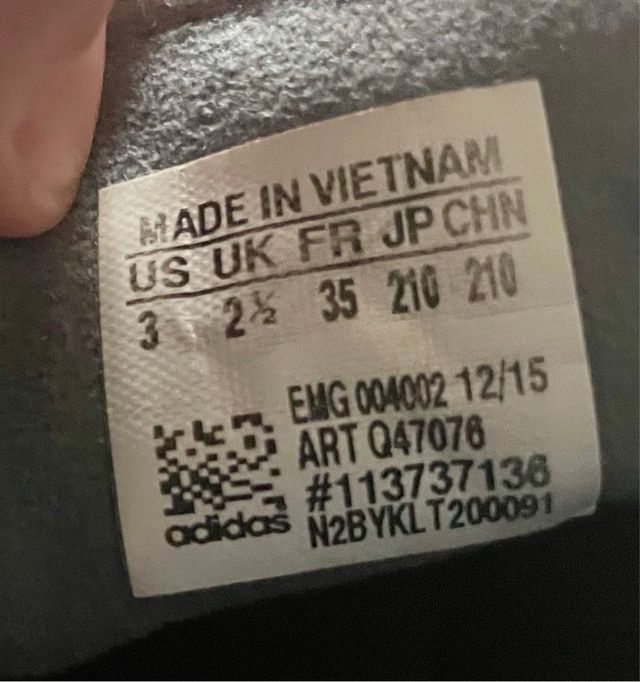 MADE IN VIETNAM
US UK FR JP CHN
3 2½ 35 210 210
EMG 004002 12/15
ART Q47076
#113737136
adidas
N2BYKLT200091